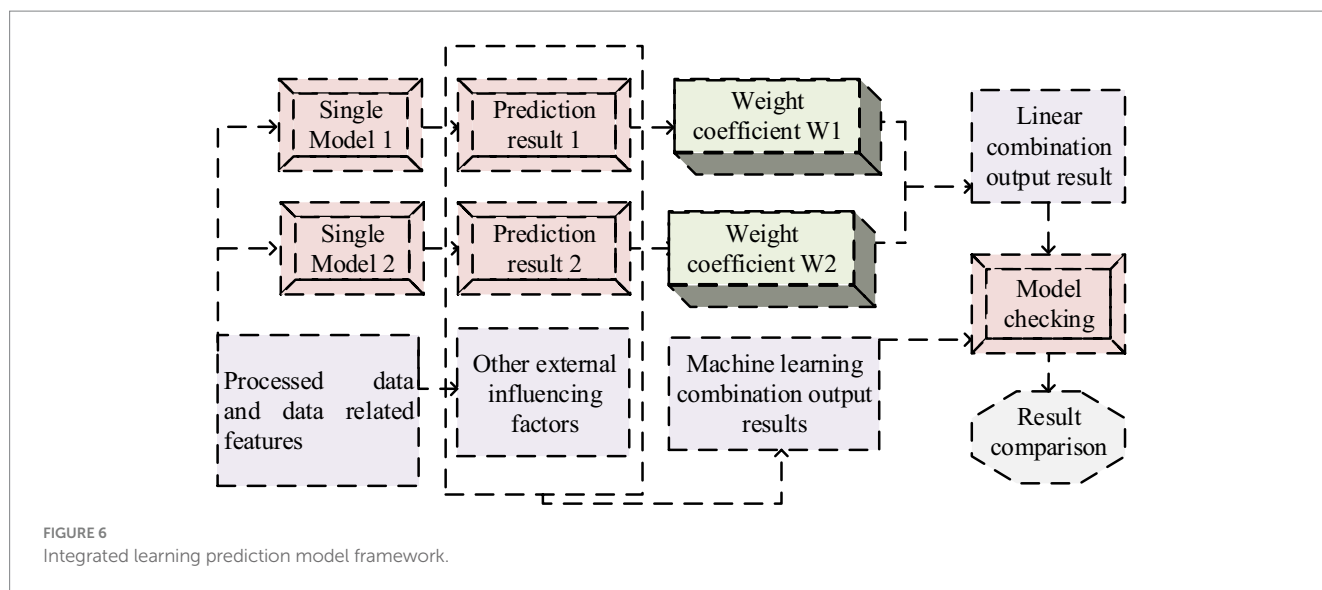 Single
Model 1
Prediction
result 1
Weight
coefficient W1
Linear
combination
output result
Single
Model 2
Prediction
result 2
Weight
coefficient W2
Model
checking
Processed data
and data related
features
Other external
influencing
factors
Machine learning
combination output
results
Result
comparison
FIGURE 6
Integrated learning prediction model framework.